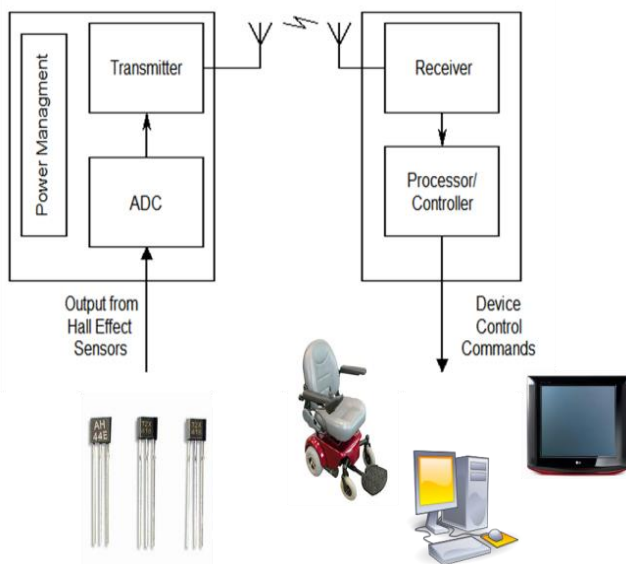 Power Managment
Transmitter
ADC
Output from
Hall Effect
Sensors
Receiver
Processor/
Controller
Device
Control
Commands
AH
44E